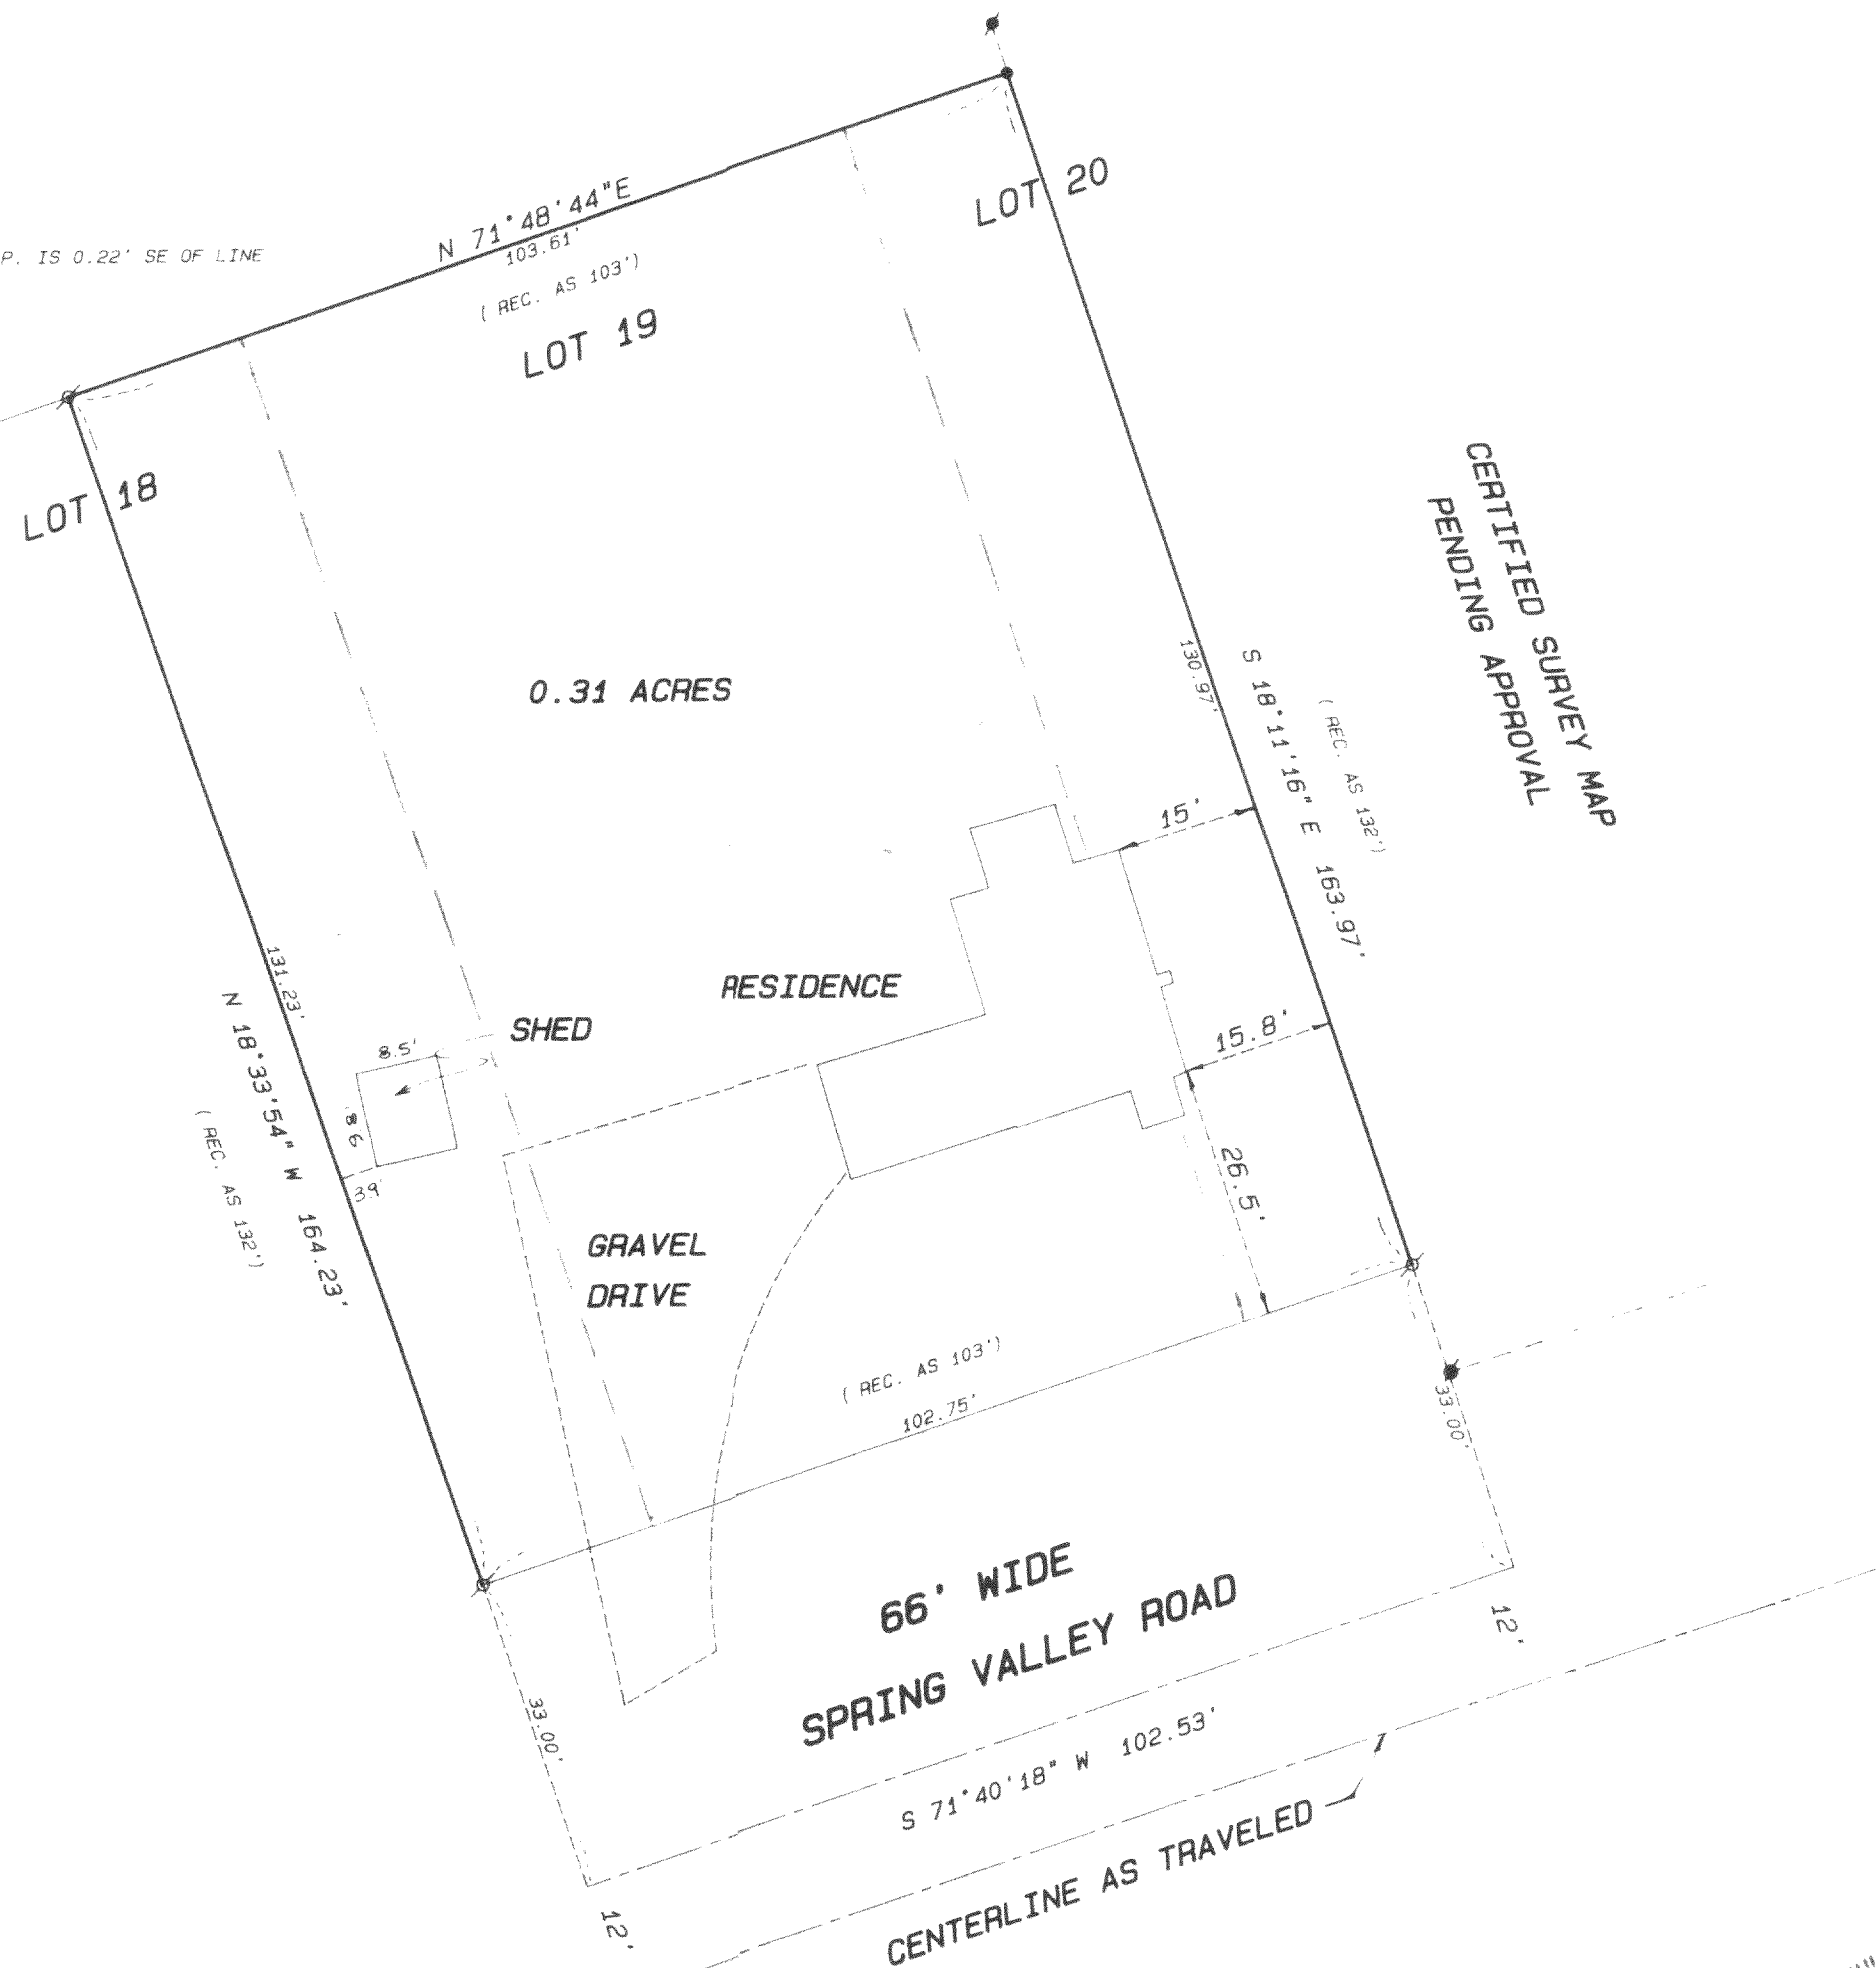 P. IS 0.22' SE OF LINE
N 71°48'44"E
103.61'
( REC. AS 103')
LOT 19
LOT 20
LOT 18
CERTIFIED SURVEY MAP
PENDING APPROVAL
0.31 ACRES
130.97'
S 18°11'16" E 163.97'
( REC. AS 132')
15'
RESIDENCE
SHED
131.23'
N 18°33'54" W 164.23'
( REC. AS 132')
8.5'
8.6'
3.9'
15.8'
26.5'
GRAVEL
DRIVE
( REC. AS 103')
102.75'
33.00'
66' WIDE
SPRING VALLEY ROAD
33.00'
12'
S 71°40'18" W 102.53'
CENTERLINE AS TRAVELED
12'